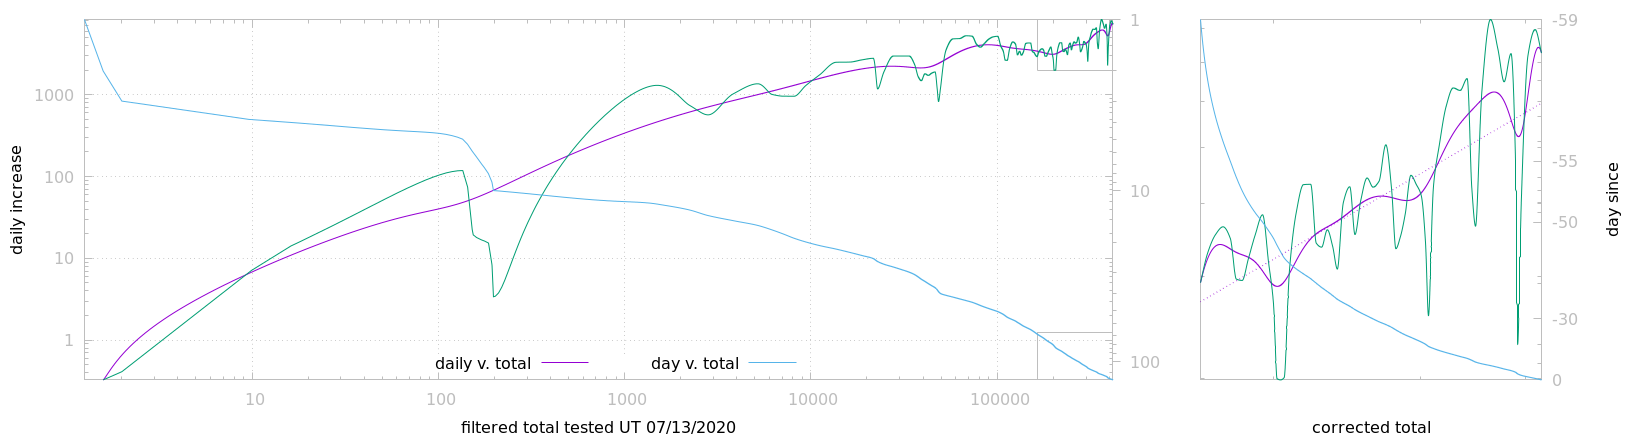 1000
100
10
1
daily increase
daily v. total
day v. total
10
100
1000
10000
100000
filtered total tested UT 07/13/2020
1
10
100
-59
-55
-50
-30
0
day since
corrected total